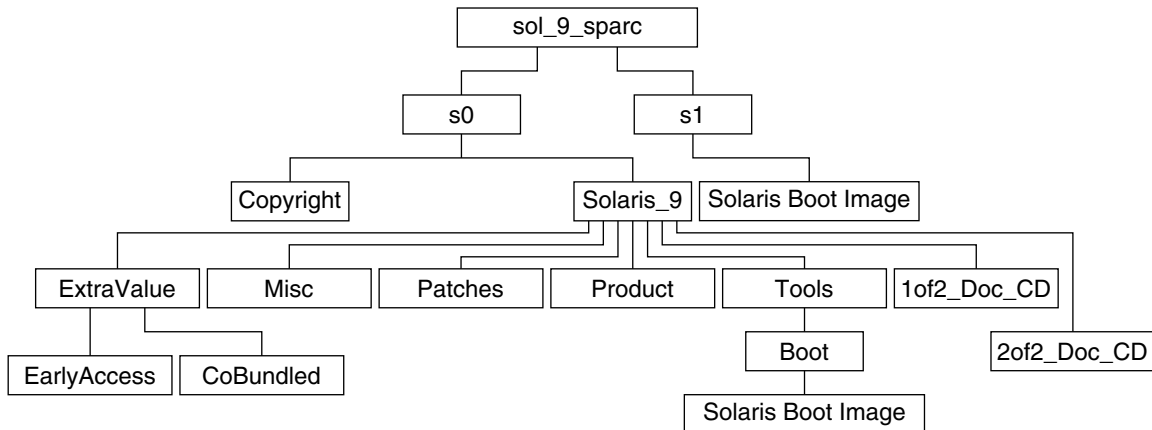 sol_9_sparc
s0
s1
Copyright
Solaris_9
Solaris Boot Image
ExtraValue
Misc
Patches
Product
Tools
1of2_Doc_CD
Boot
2of2_Doc_CD
EarlyAccess
CoBundled
Solaris Boot Image